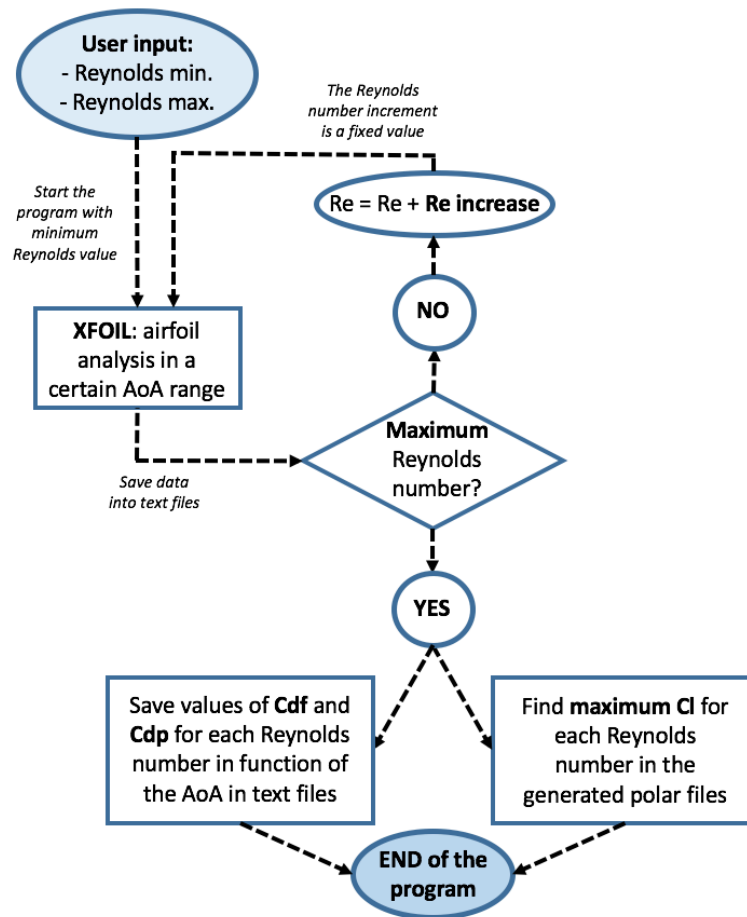 User input:
- Reynolds min.
- Reynolds max.
The Reynolds
number increment
is a fixed value
Start the
program with
minimum
Reynolds value
Re = Re + Re increase
NO
XFOIL: airfoil
analysis in a
certain AoA range
Maximum
Reynolds
number?
Save data
into text files
YES
Save values of Cdf and
Cdp for each Reynolds
number in function of
the AoA in text files
Find maximum Cl for
each Reynolds
number in the
generated polar files
END of the
program